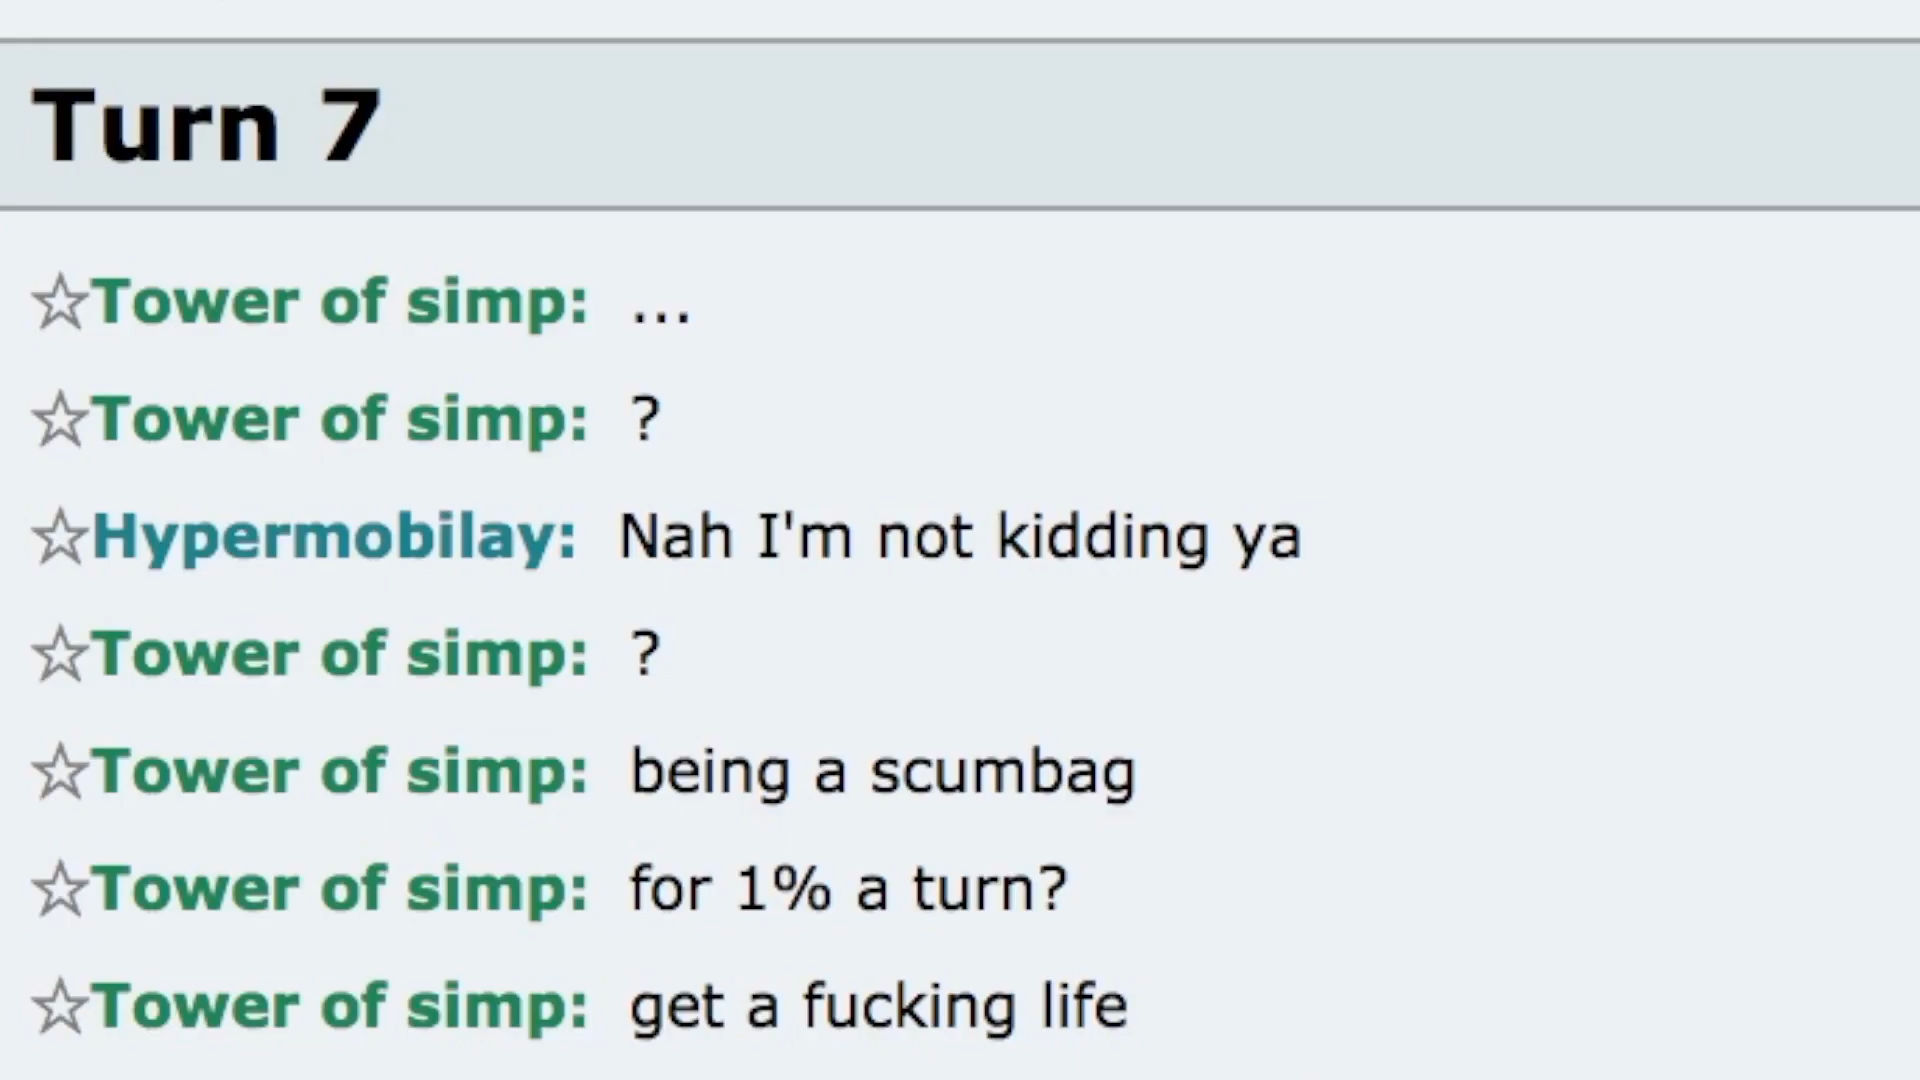 Turn 7
☆Tower of simp: ...
☆Tower of simp: ?
☆Hypermobilay: Nah I'm not kidding ya
☆Tower of simp: ?
☆Tower of simp: being a scumbag
☆Tower of simp: for 1% a turn?
☆Tower of simp: get a fucking life